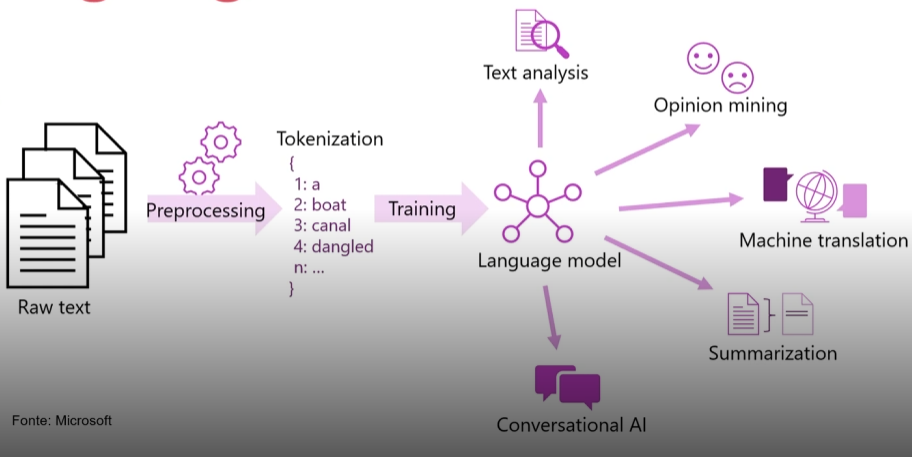 Raw text
Preprocessing
Tokenization
{
1: a
2: boat
3: canal
4: dangled
n: ...
}
Training
Language model
Text analysis
Opinion mining
Machine translation
Summarization
Conversational AI
Fonte: Microsoft